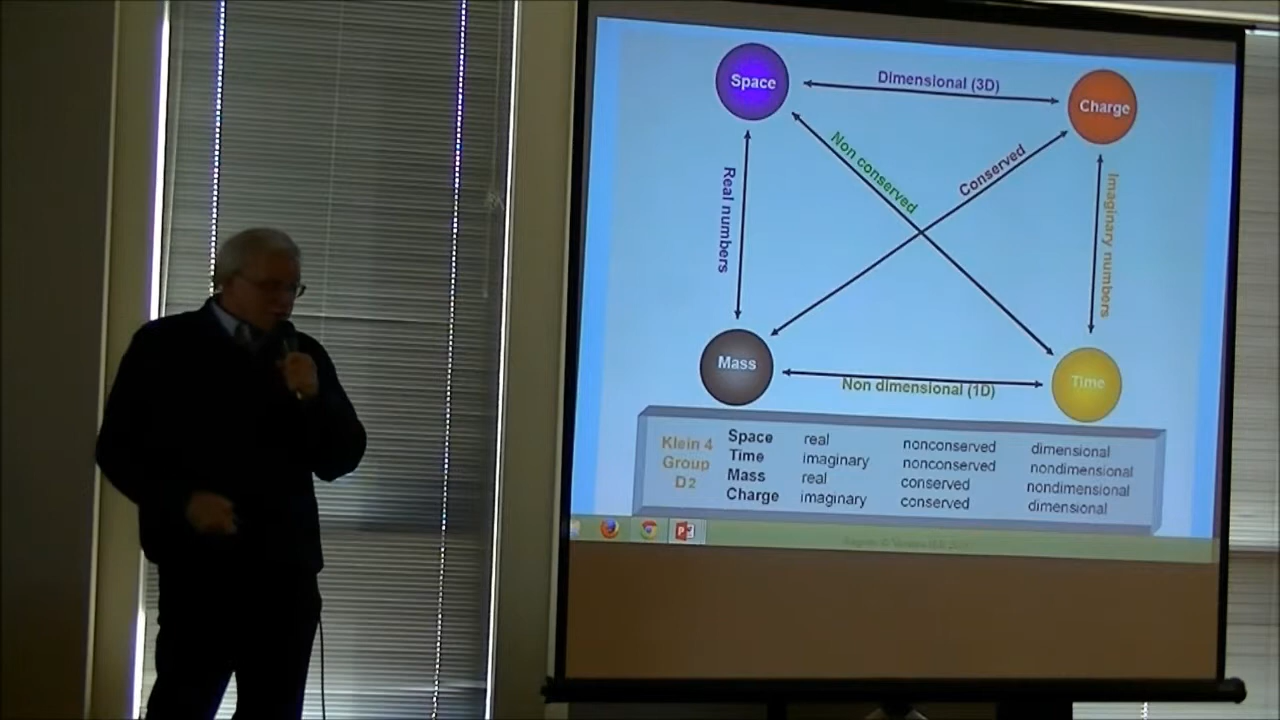 Space
Dimensional (3D)
Charge
Non conserved
Conserved
Real numbers
Imaginary numbers
Mass
Non dimensional (1D)
Time
Klein 4
Group
D2
Space real nonconserved dimensional
Time imaginary nonconserved nondimensional
Mass real conserved nondimensional
Charge imaginary conserved dimensional